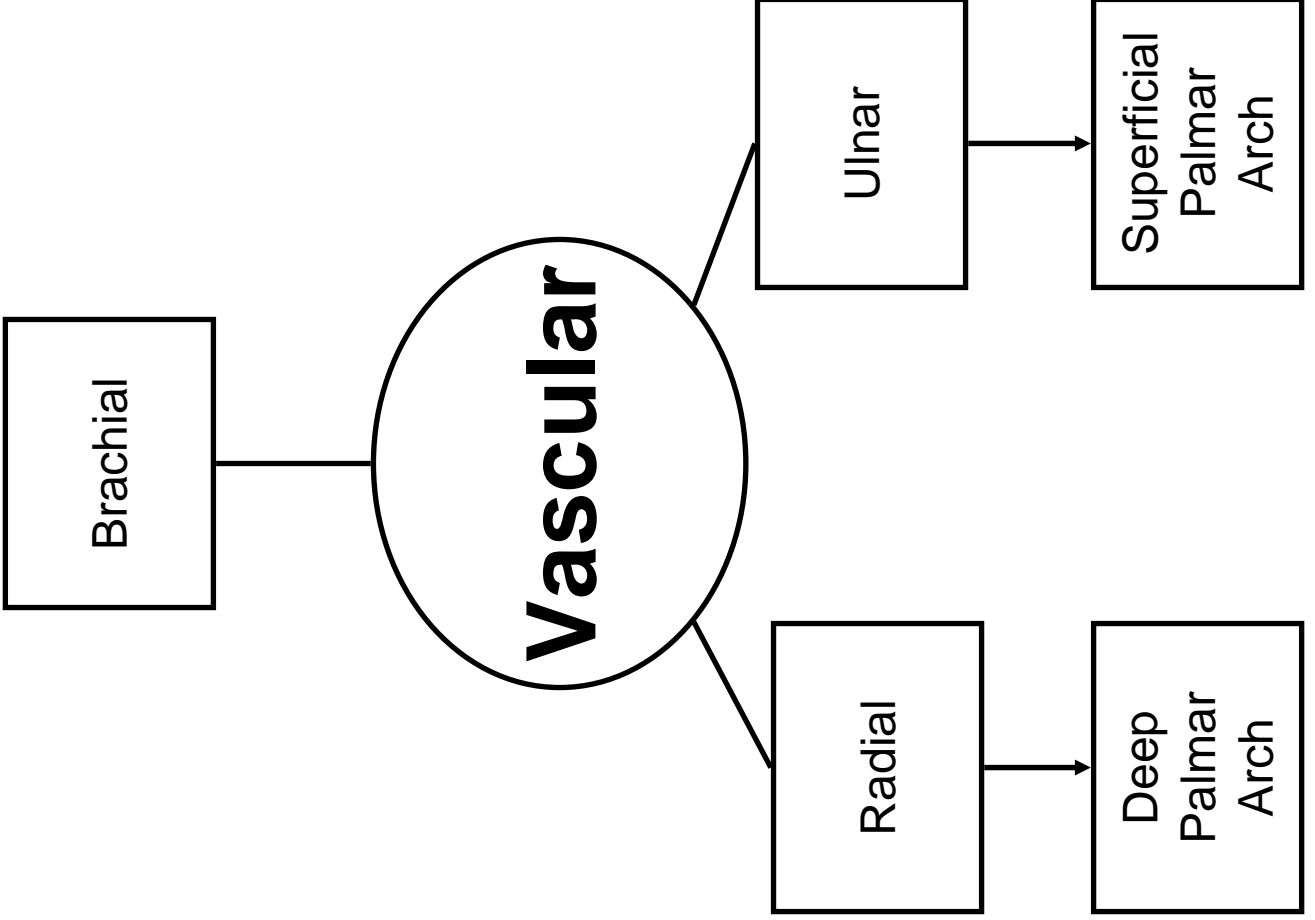 Brachial
Vascular
Ulnar
Superficial
Palmar
Arch
Radial
Deep
Palmar
Arch